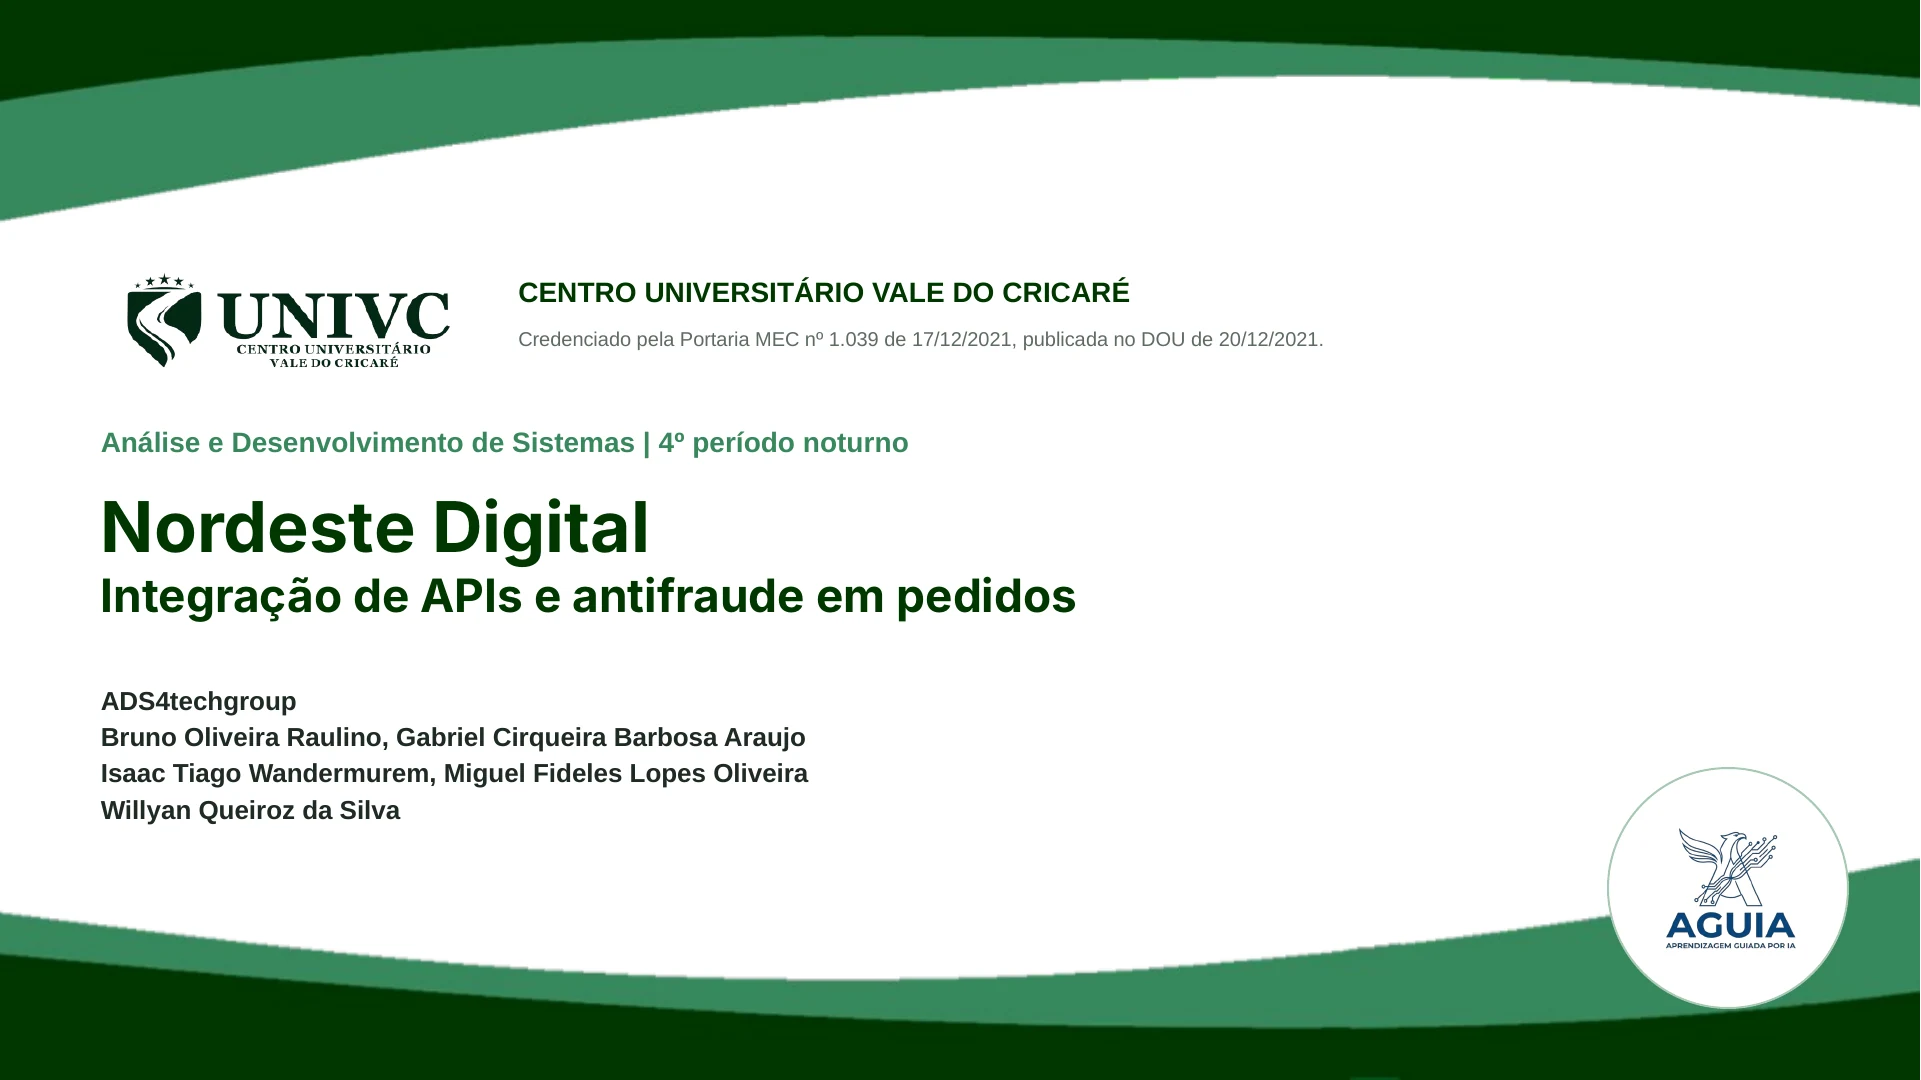 UNIVC
CENTRO UNIVERSITÁRIO
VALE DO CRICARÉ
CENTRO UNIVERSITÁRIO VALE DO CRICARÉ
Credenciado pela Portaria MEC nº 1.039 de 17/12/2021, publicada no DOU de 20/12/2021.
Análise e Desenvolvimento de Sistemas | 4º período noturno
Nordeste Digital
Integração de APIs e antifraude em pedidos
ADS4techgroup
Bruno Oliveira Raulino, Gabriel Cirqueira Barbosa Araujo
Isaac Tiago Wandermurem, Miguel Fideles Lopes Oliveira
Willyan Queiroz da Silva
AGUIA
APRENDIZAGEM GUIADA POR IA